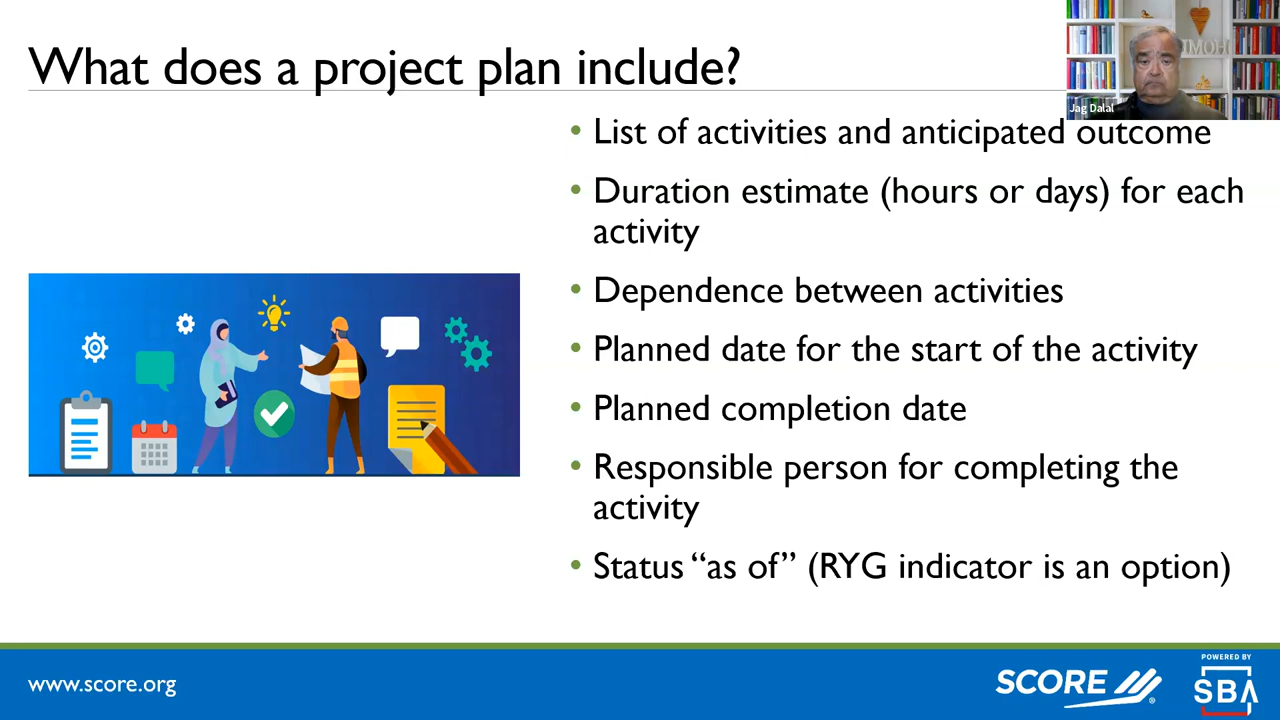 What does a project plan include?
HOME
Jag Dalal
• List of activities and anticipated outcome
• Duration estimate (hours or days) for each
activity
• Dependence between activities
• Planned date for the start of the activity
• Planned completion date
• Responsible person for completing the
activity
• Status “as of” (RYG indicator is an option)
www.score.org
SCORE ®
POWERED BY
SBA